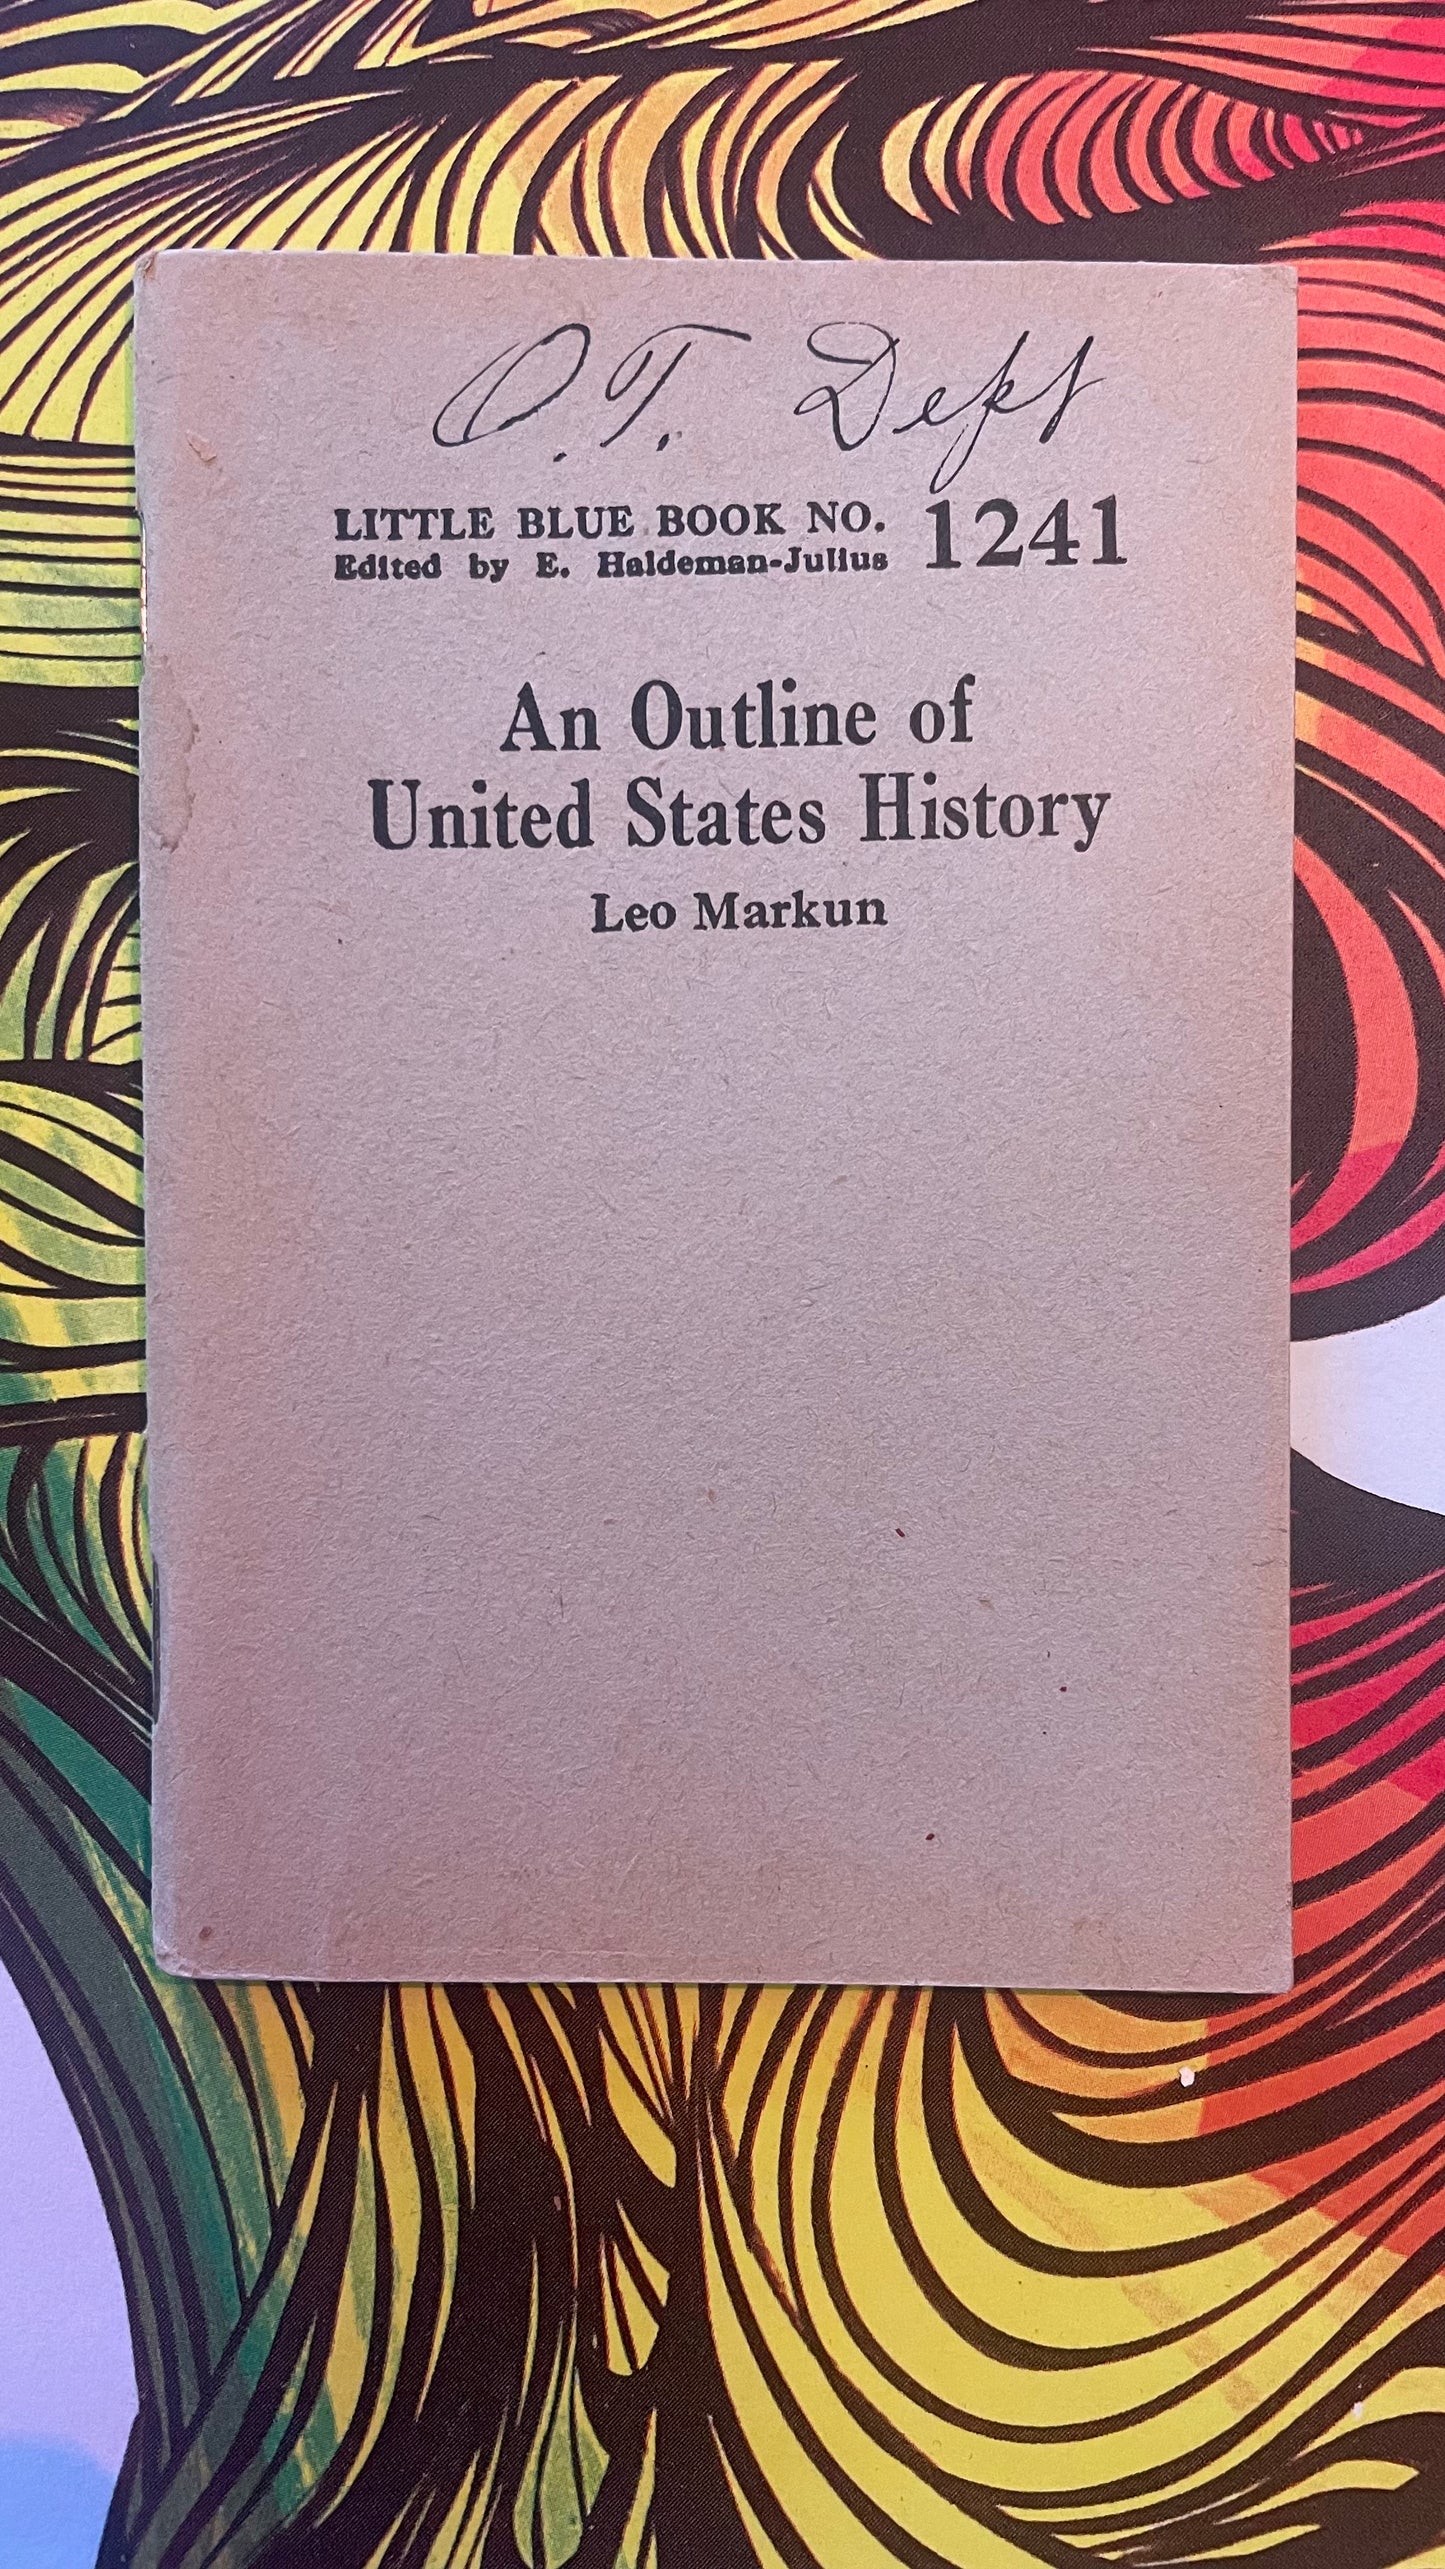 O.T. Dept
LITTLE BLUE BOOK NO. 1241
Edited by E. Haldeman-Julius
An Outline of
United States History
Leo Markun